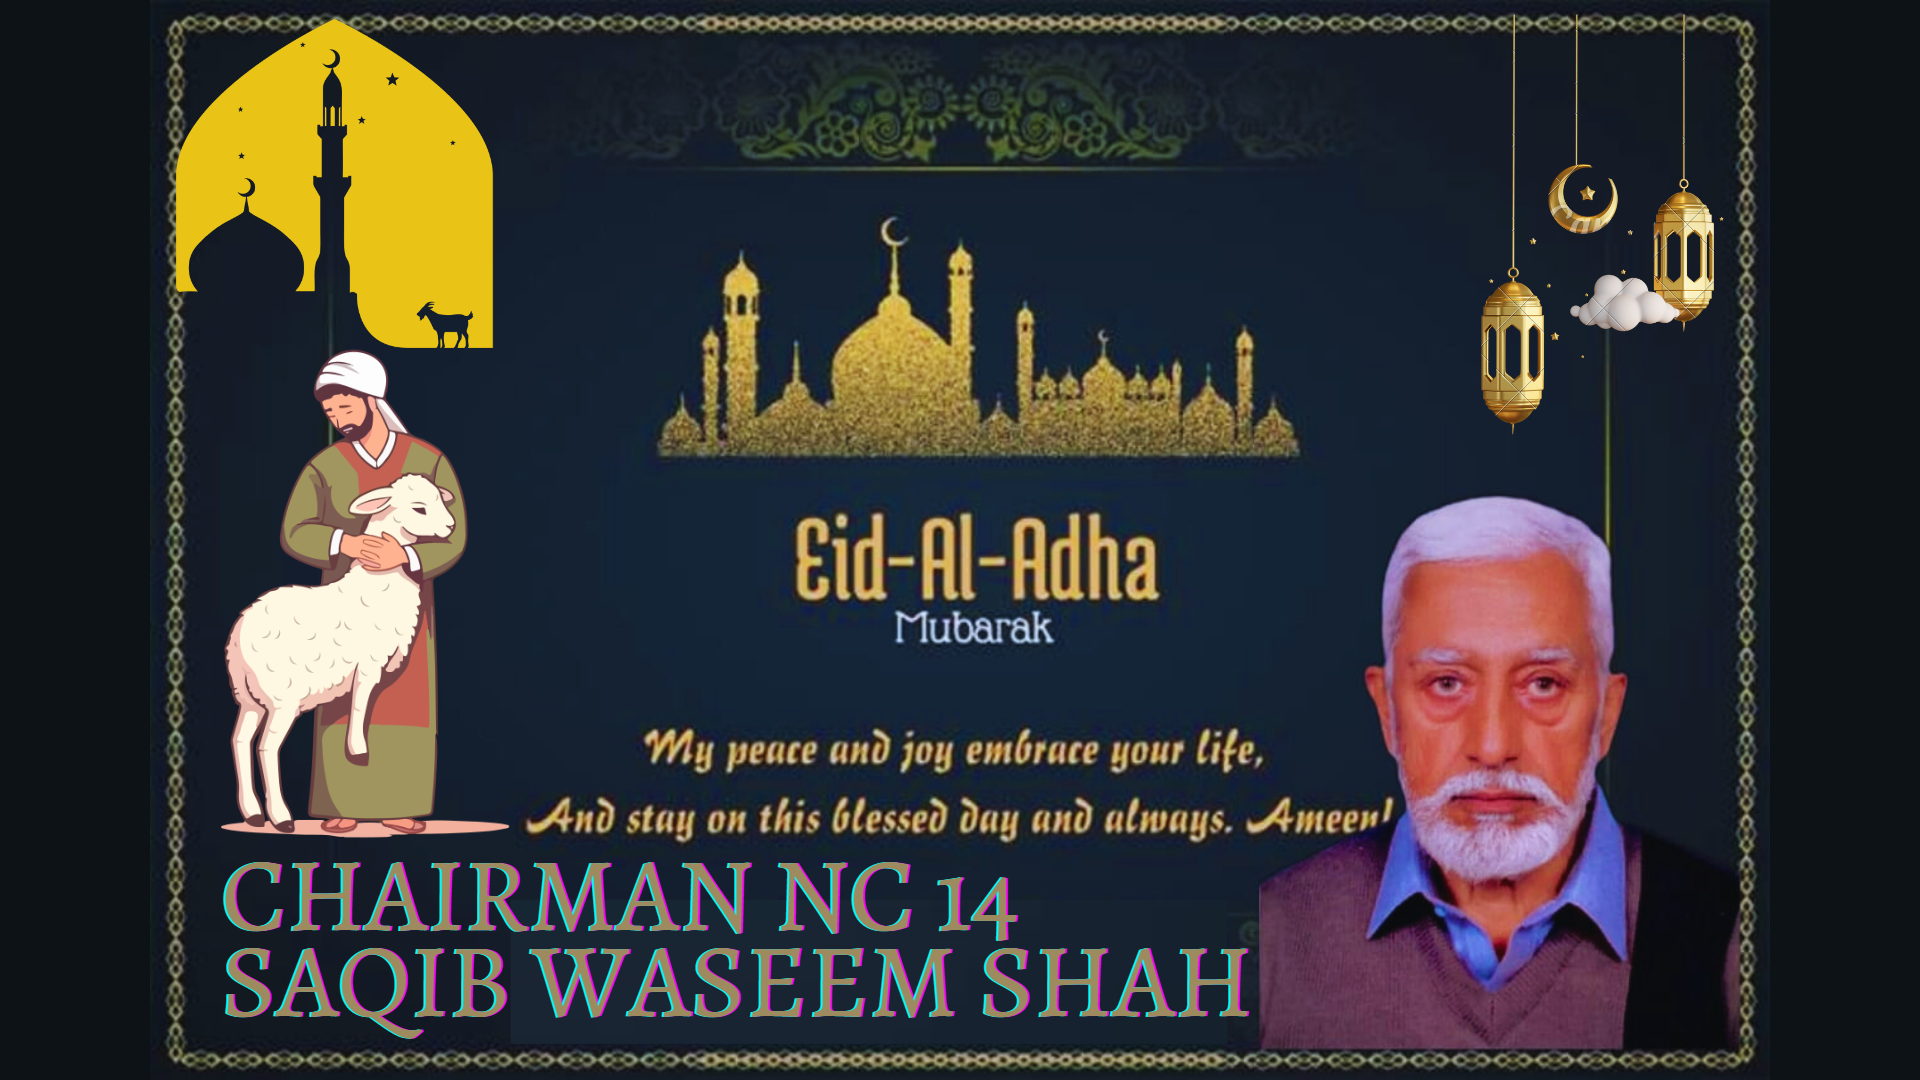 Eid-Al-Adha
Mubarak
My peace and joy embrace your life,
And stay on this blessed day and always. Ameen!
CHAIRMAN NC 14
SAQIB WASEEM SHAH